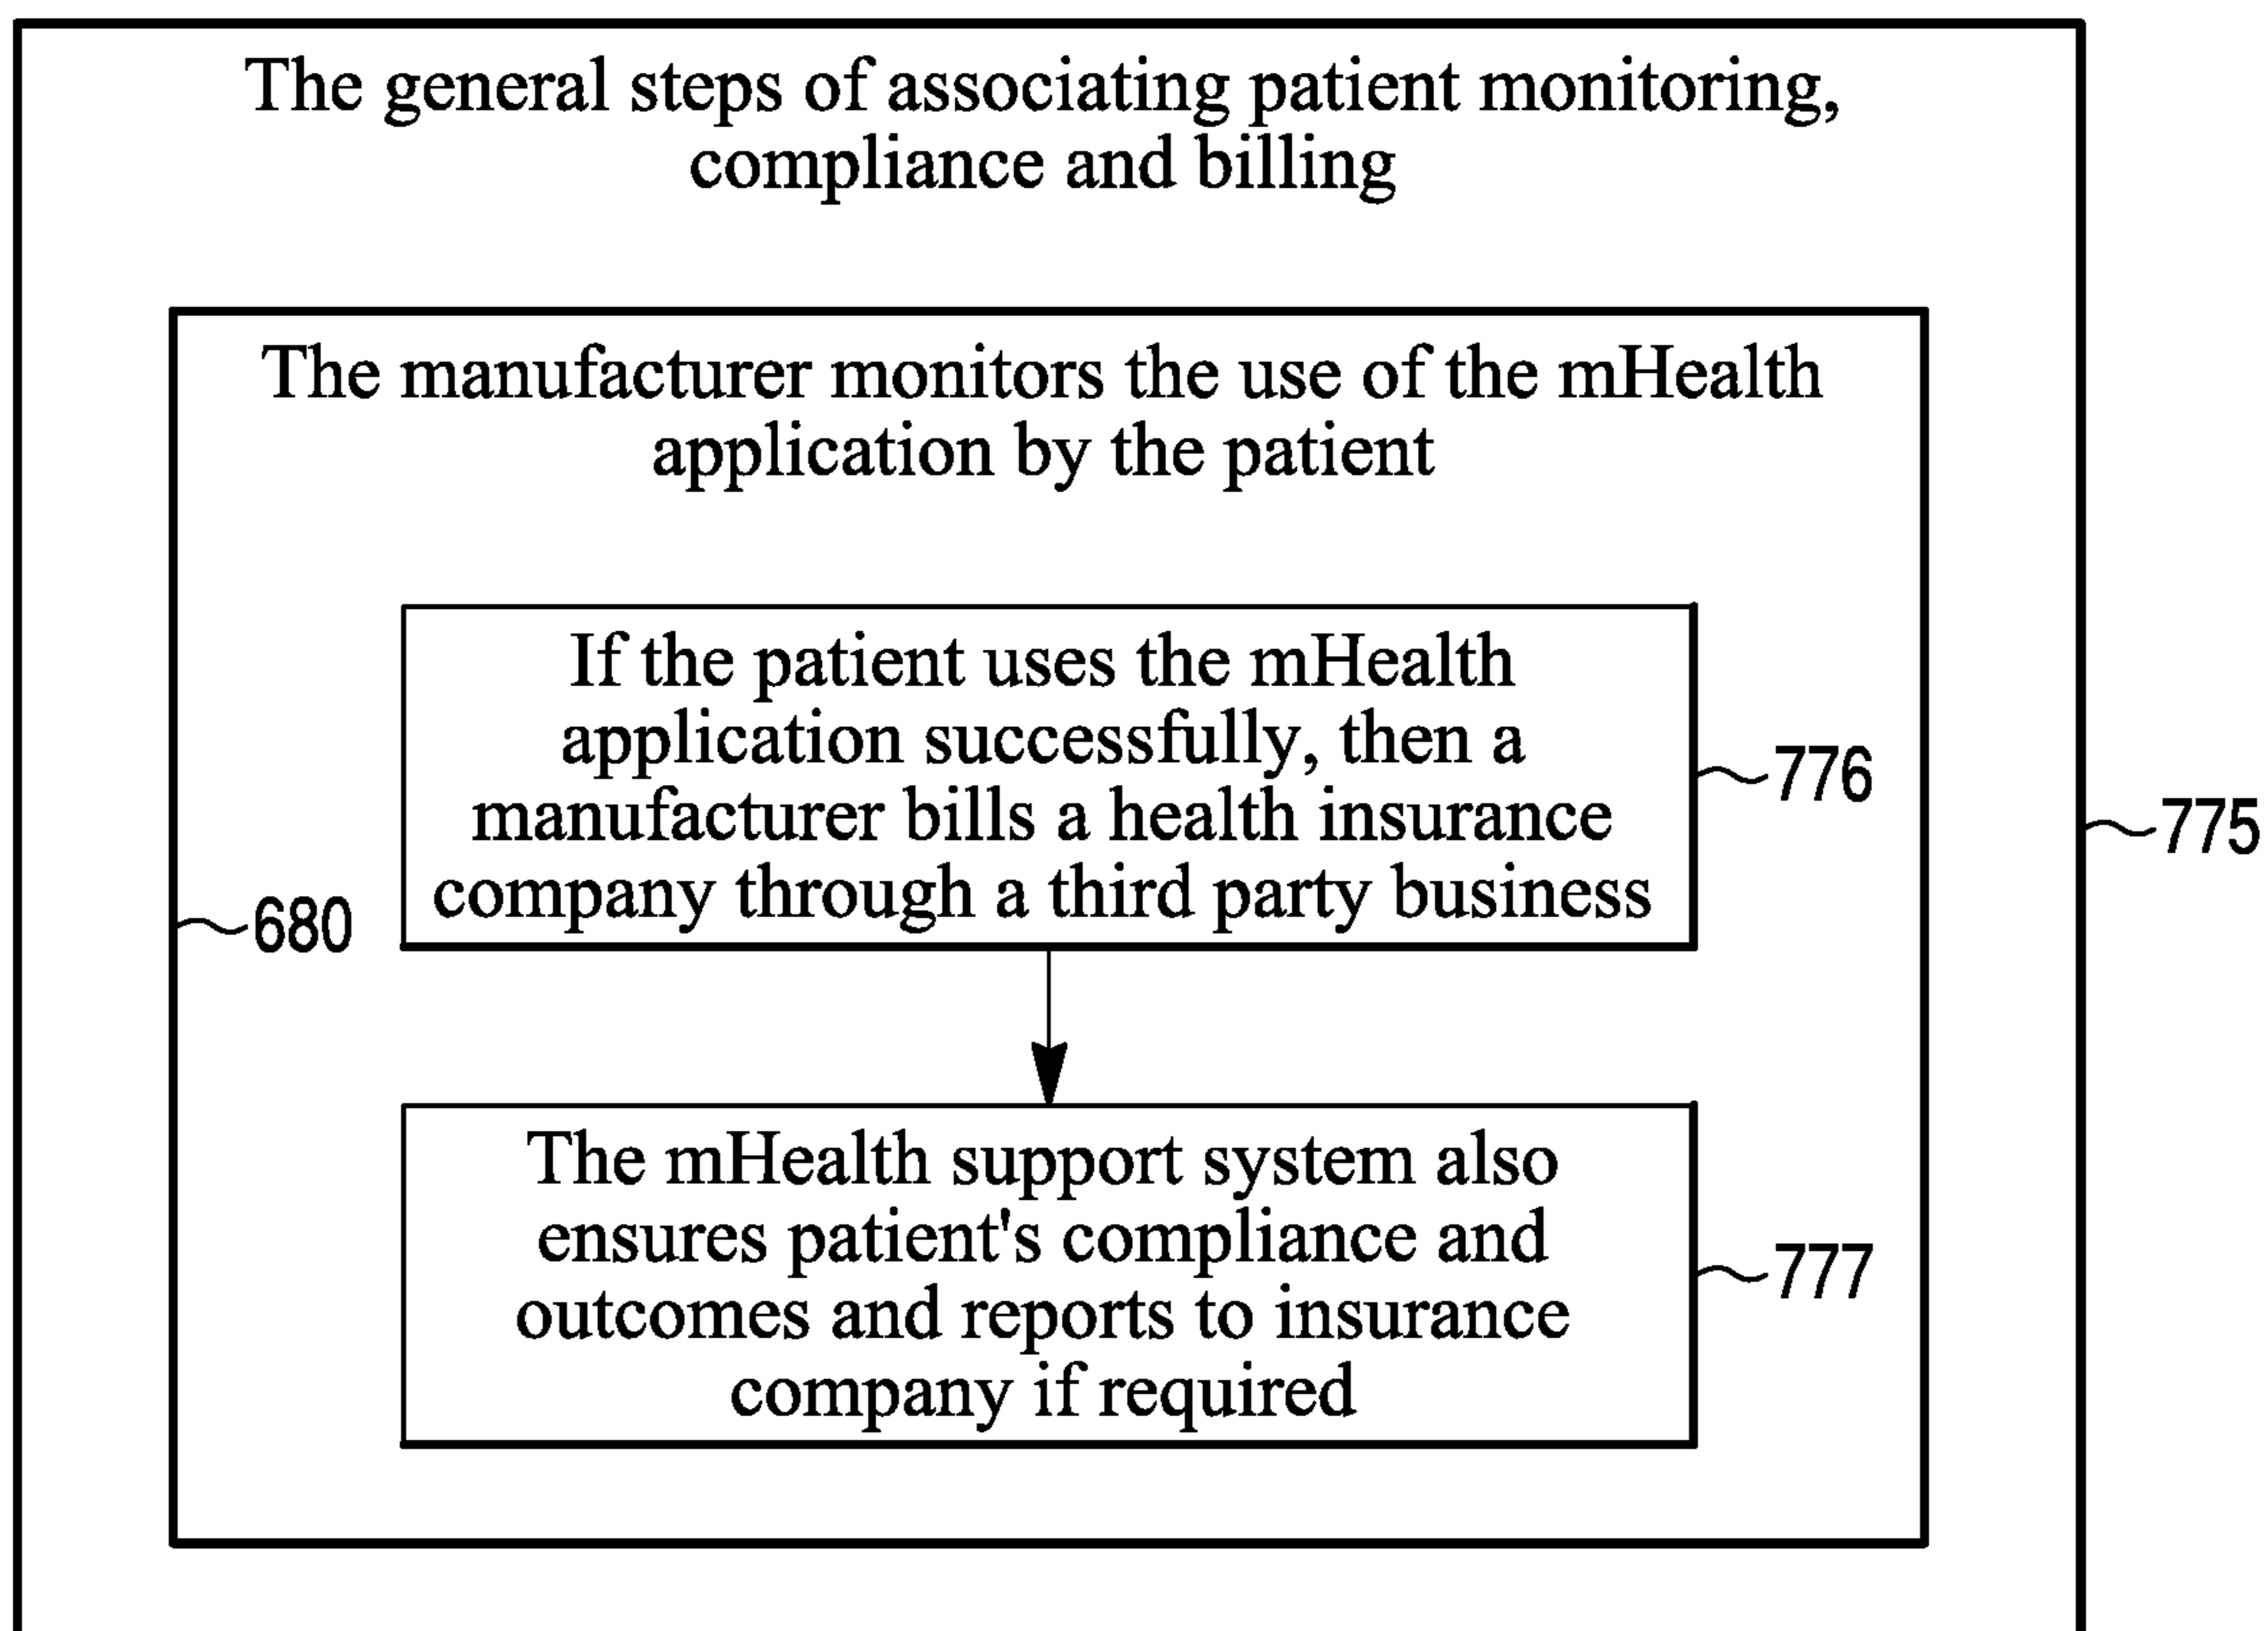 The general steps of associating patient monitoring,
compliance and billing
The manufacturer monitors the use of the mHealth
application by the patient
If the patient uses the mHealth
application successfully, then a
manufacturer bills a health insurance
company through a third party business
776
775
680
The mHealth support system also
ensures patient's compliance and
outcomes and reports to insurance
company if required
777